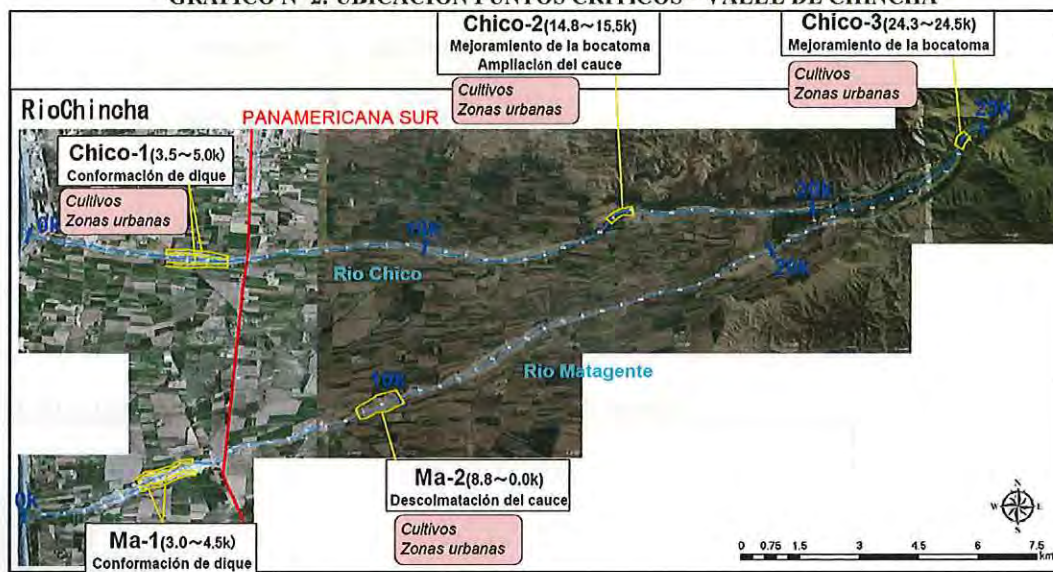 GRÁFICO Nº 2: UBICACIÓN PUNTOS CRÍTICOS - VALLE DE CHINCHA
Chico-2(14.8~15.5k)
Mejoramiento de la bocatoma
Ampliación del cauce
Cultivos
Zonas urbanas
Chico-3(24.3~24.5k)
Mejoramiento de la bocatoma
Cultivos
Zonas urbanas
RioChincha
PANAMERICANA SUR
Chico-1(3.5~5.0k)
Conformación de dique
Cultivos
Zonas urbanas
25k
20k
0k
10k
Rio Chico
20k
Rio Matagente
10k
0k
Ma-2(8.8~0.0k)
Descolmatación del cauce
Cultivos
Zonas urbanas
Ma-1(3.0~4.5k)
Conformación de dique
N
W E
S
0 0.75 1.5 3 4.5 6 7.5
km